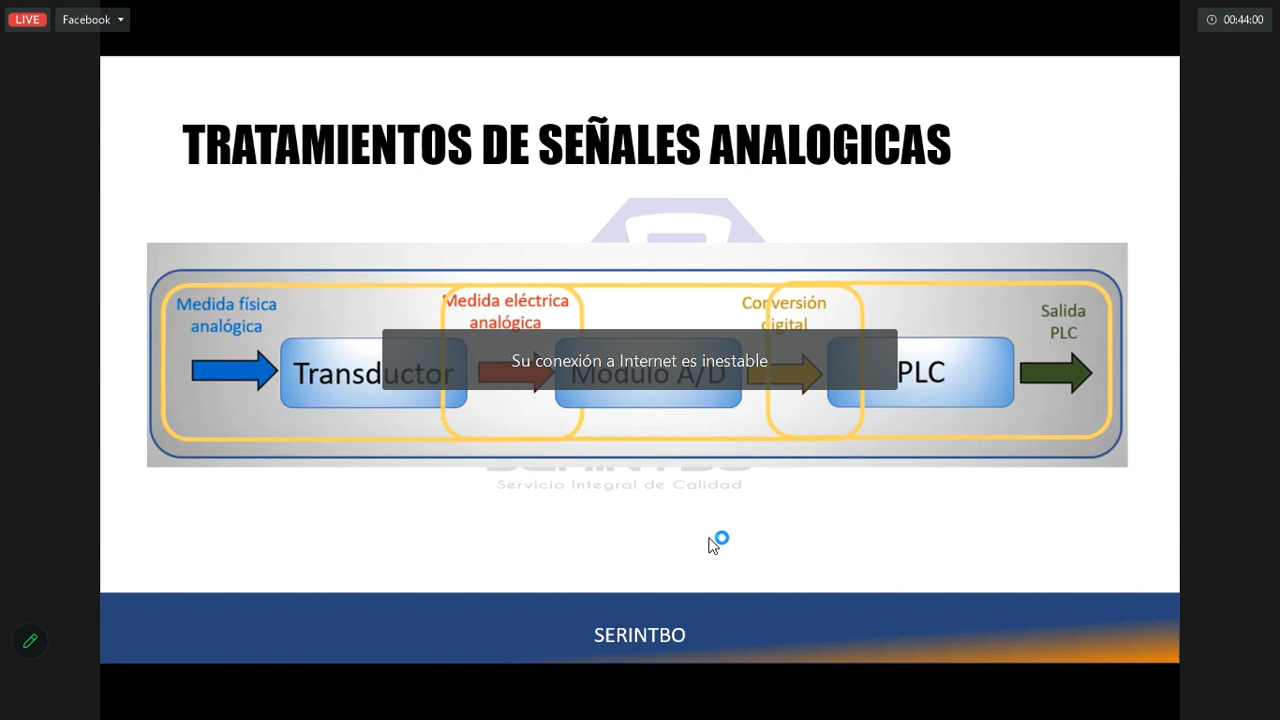 LIVE
Facebook
00:44:00
TRATAMIENTOS DE SEÑALES ANALOGICAS
Medida física
analógica
Medida eléctrica
analógica
Conversión
digital
Salida
PLC
Su conexión a Internet es inestable
Transductor
Modulo A/D
PLC
SERINTBO
Servicio Integral de Calidad
SERINTBO